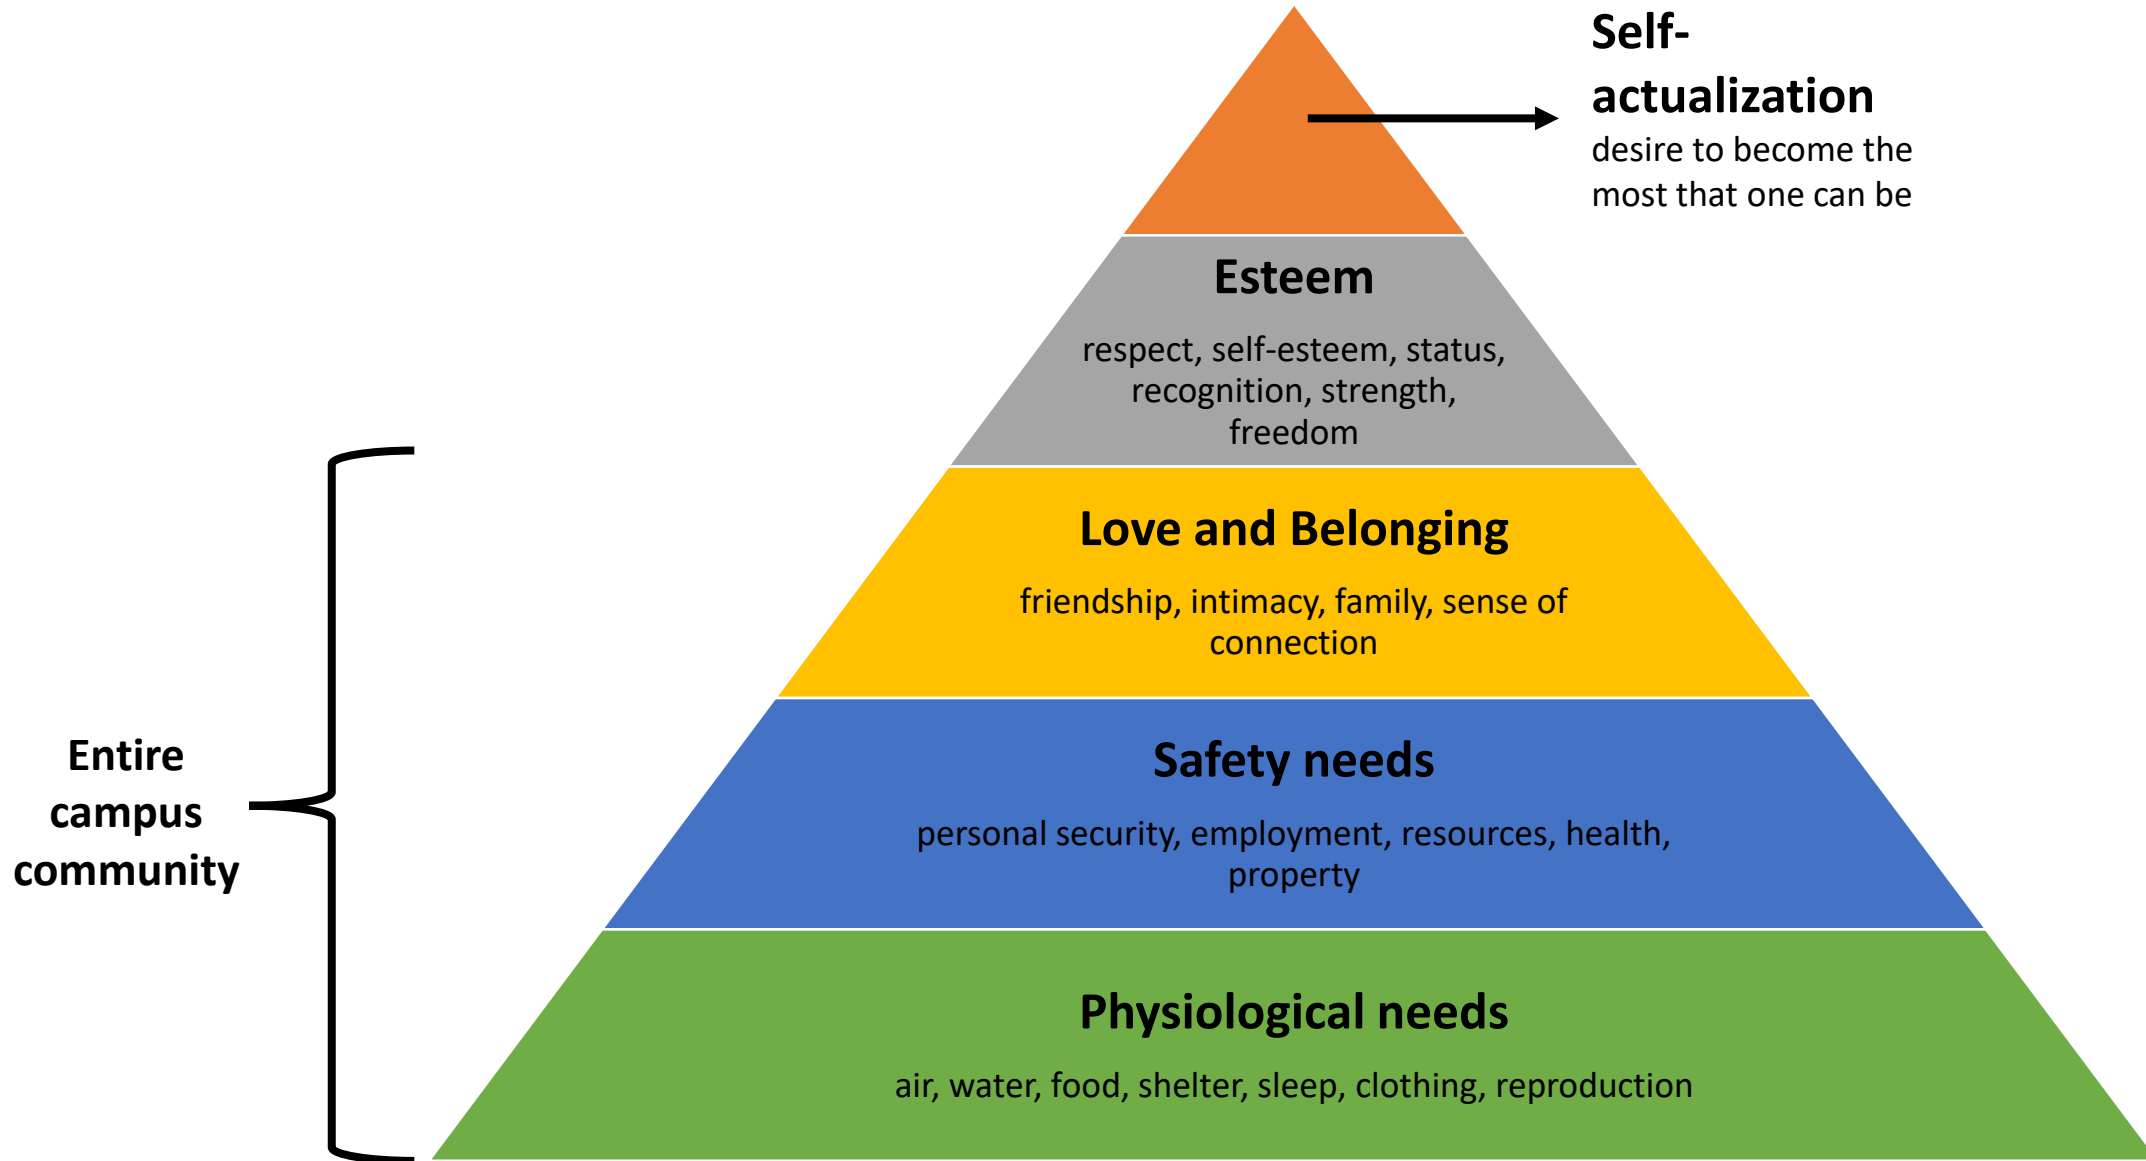 Self-
actualization
desire to become the
most that one can be
Esteem
respect, self-esteem, status,
recognition, strength,
freedom
Love and Belonging
friendship, intimacy, family, sense of
connection
Entire
campus
community
Safety needs
personal security, employment, resources, health,
property
Physiological needs
air, water, food, shelter, sleep, clothing, reproduction